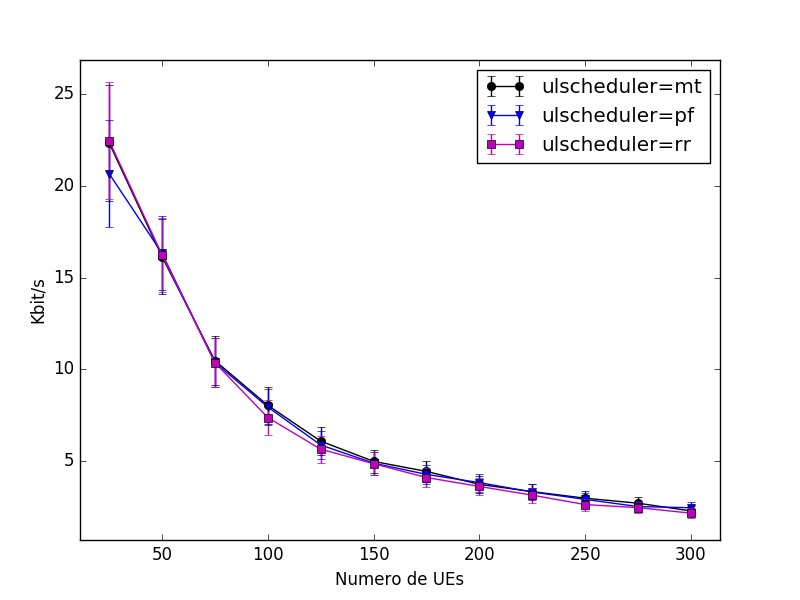 25
20
15
10
5
Kbit/s
ulscheduler=mt
ulscheduler=pf
ulscheduler=rr
50 100 150 200 250 300
Numero de UEs